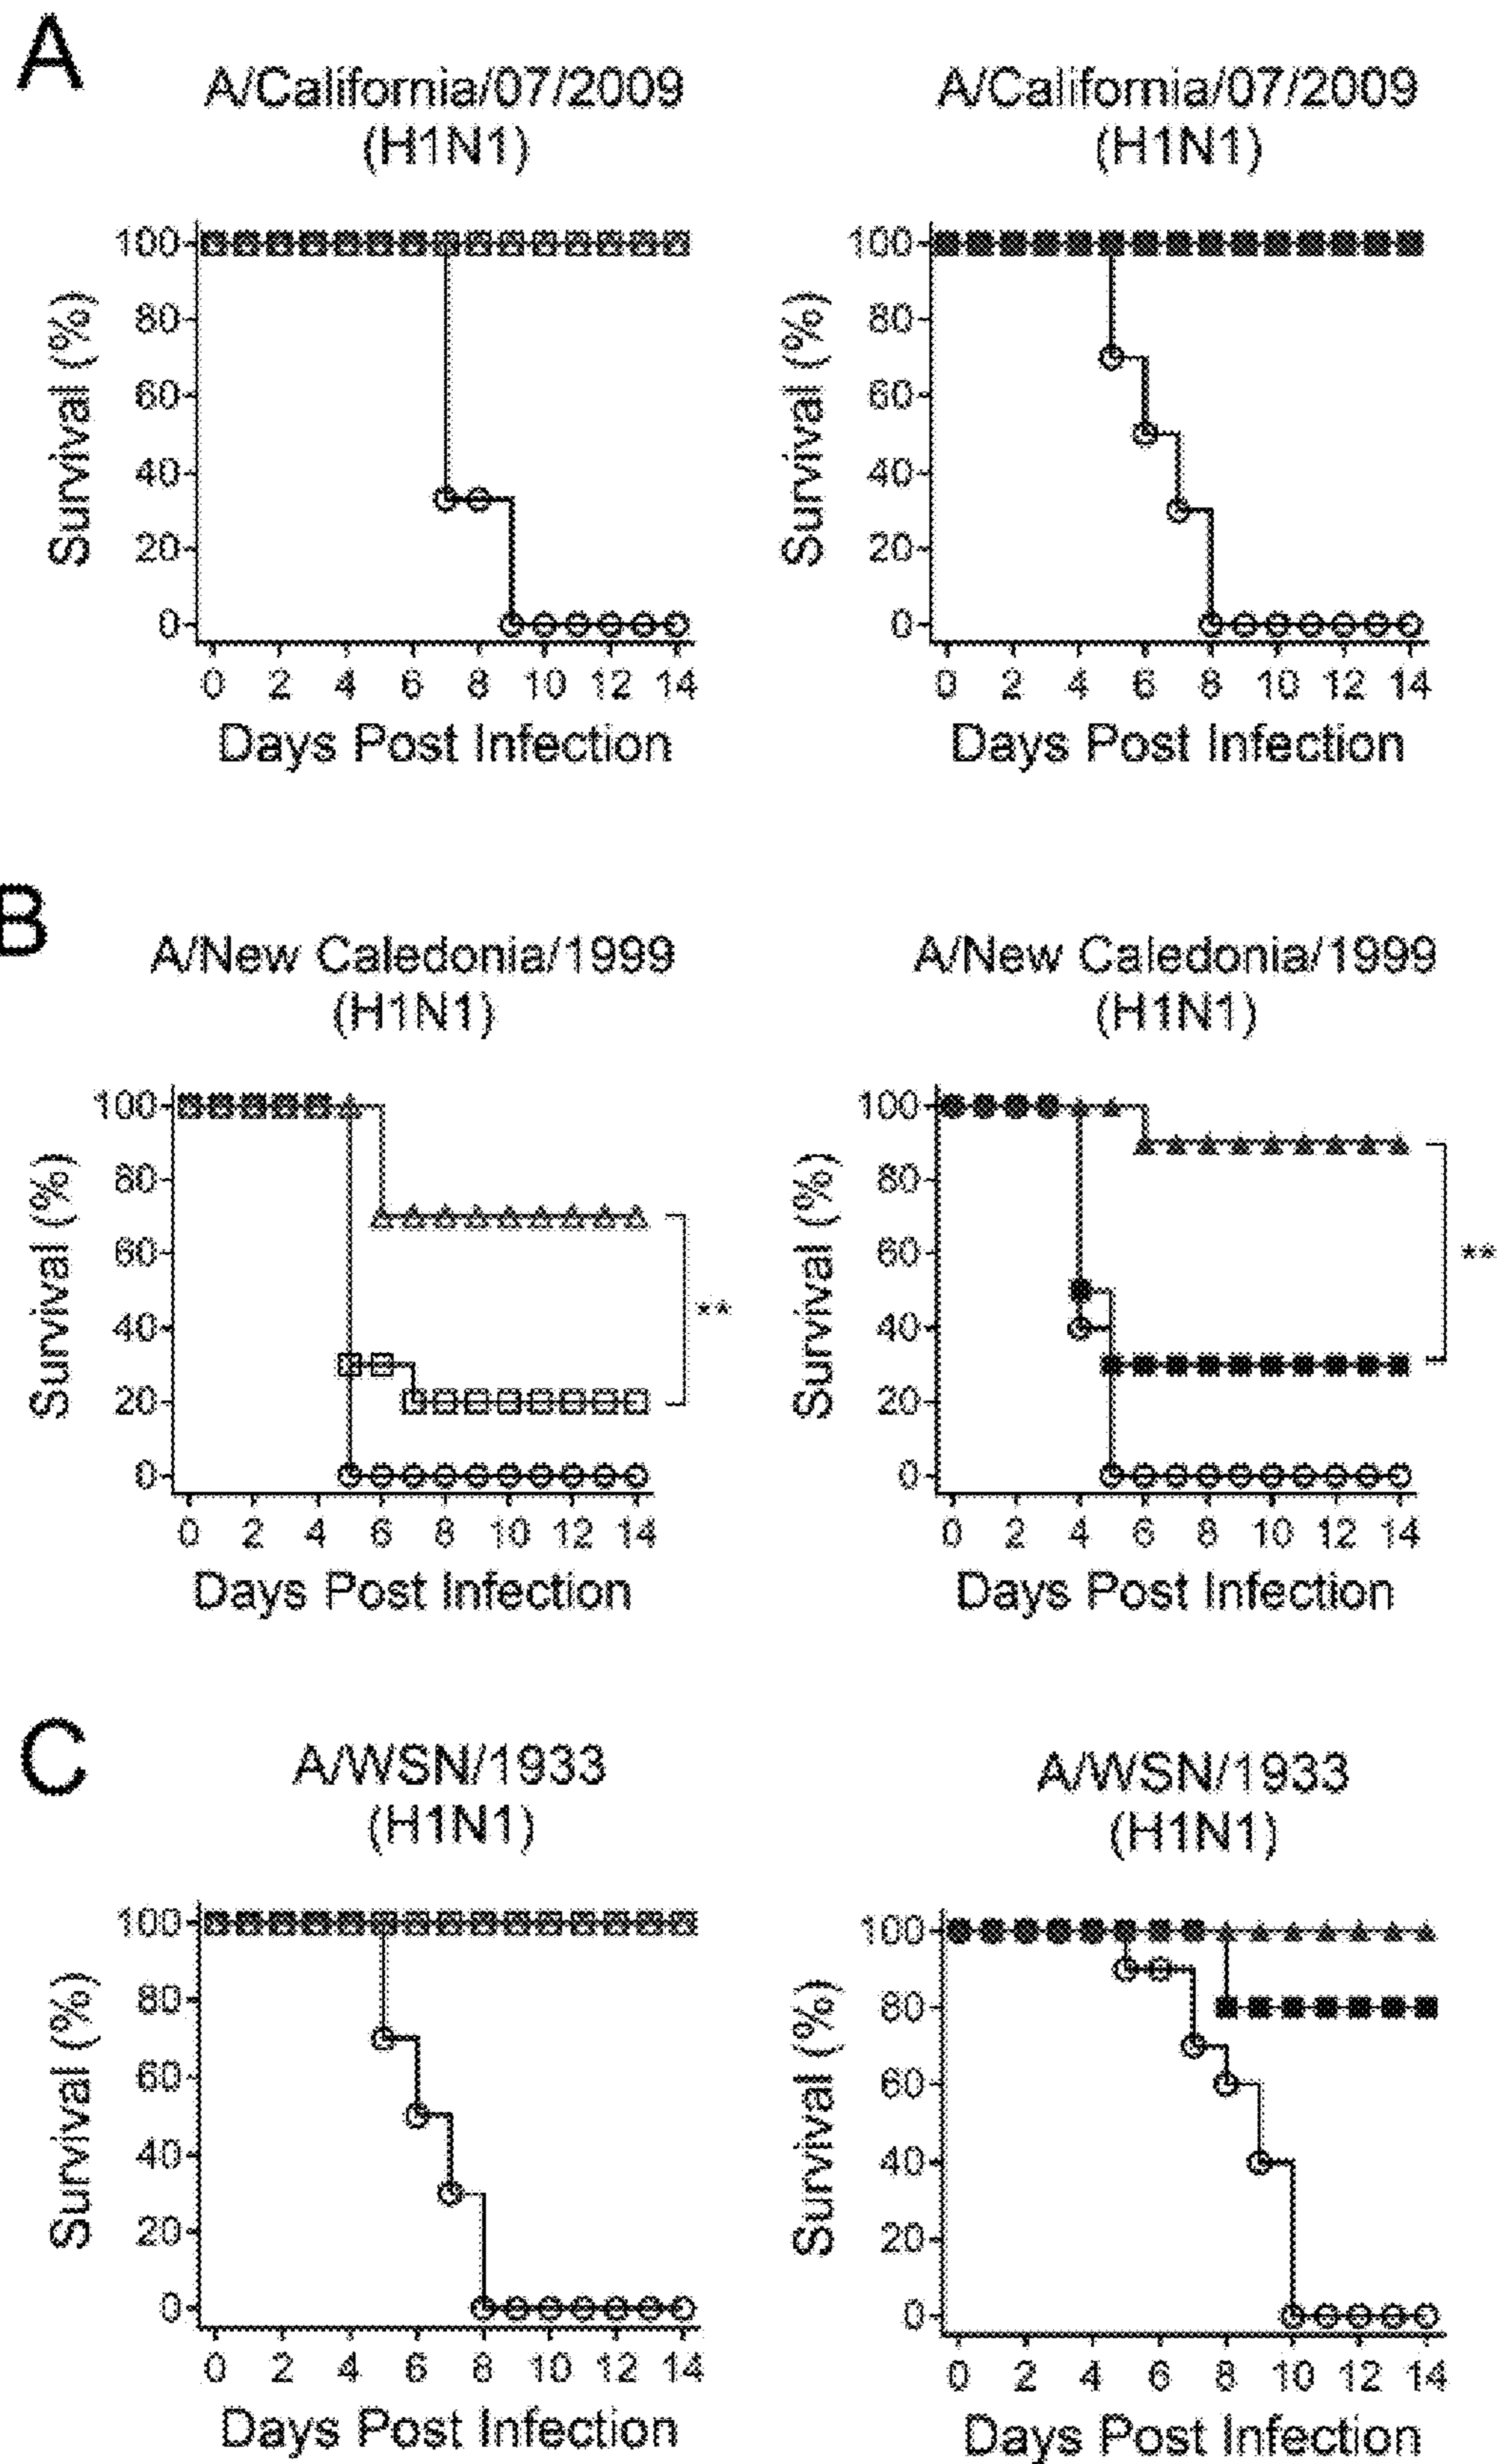 A
A/California/07/2009
(H1N1)
A/California/07/2009
(H1N1)
Survival (%)
100
80
60
40
20
0
0 2 4 6 8 10 12 14
Days Post Infection
Survival (%)
100
80
60
40
20
0
0 2 4 6 8 10 12 14
Days Post Infection
B
A/New Caledonia/1999
(H1N1)
A/New Caledonia/1999
(H1N1)
Survival (%)
100
80
60
40
20
0
**
0 2 4 6 8 10 12 14
Days Post Infection
Survival (%)
100
80
60
40
20
0
**
0 2 4 6 8 10 12 14
Days Post Infection
C
A/WSN/1933
(H1N1)
A/WSN/1933
(H1N1)
Survival (%)
100
80
60
40
20
0
0 2 4 6 8 10 12 14
Days Post Infection
Survival (%)
100
80
60
40
20
0
0 2 4 6 8 10 12 14
Days Post Infection